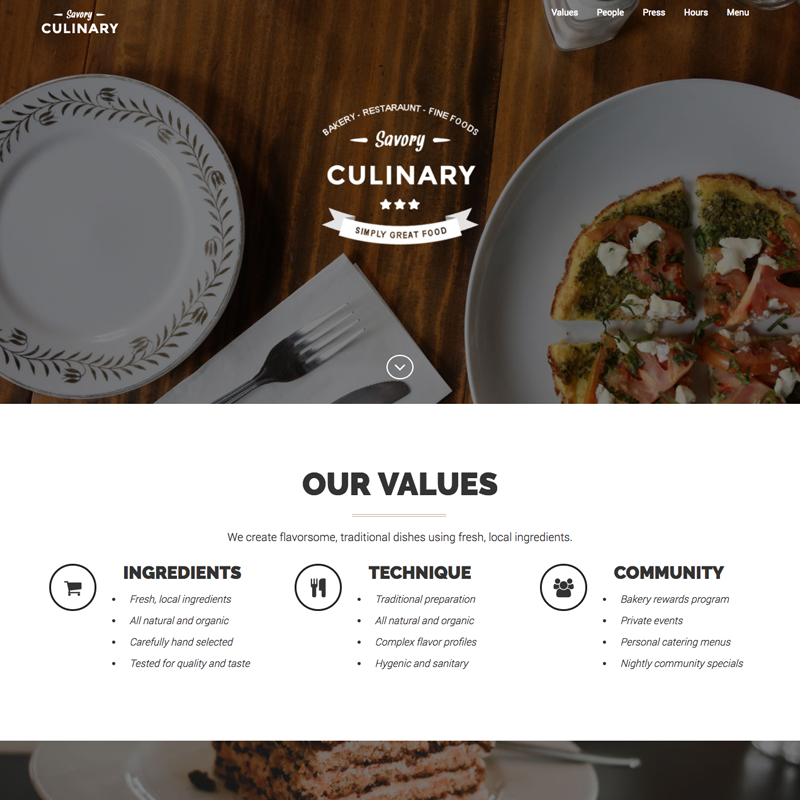 Savory
CULINARY
Values People Press Hours Menu
BAKERY - RESTARAUNT - FINE FOODS
Savory
CULINARY
SIMPLY GREAT FOOD
OUR VALUES
We create flavorsome, traditional dishes using fresh, local ingredients.
INGREDIENTS
• Fresh, local ingredients
• All natural and organic
• Carefully hand selected
• Tested for quality and taste
TECHNIQUE
• Traditional preparation
• All natural and organic
• Complex flavor profiles
• Hygenic and sanitary
COMMUNITY
• Bakery rewards program
• Private events
• Personal catering menus
• Nightly community specials